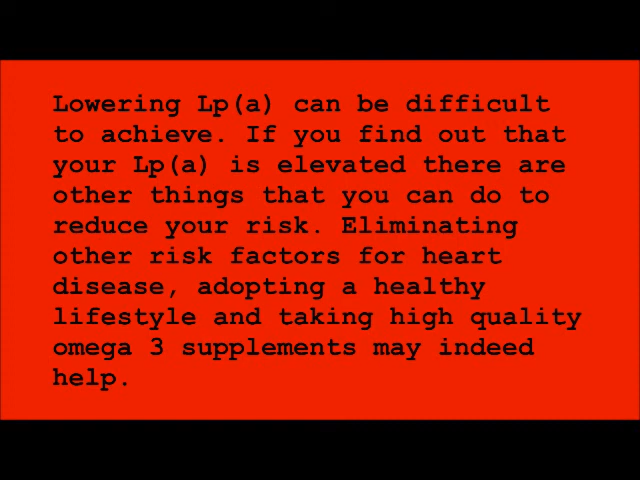 Lowering Lp(a) can be difficult
to achieve. If you find out that
your Lp(a) is elevated there are
other things that you can do to
reduce your risk. Eliminating
other risk factors for heart
disease, adopting a healthy
lifestyle and taking high quality
omega 3 supplements may indeed
help.